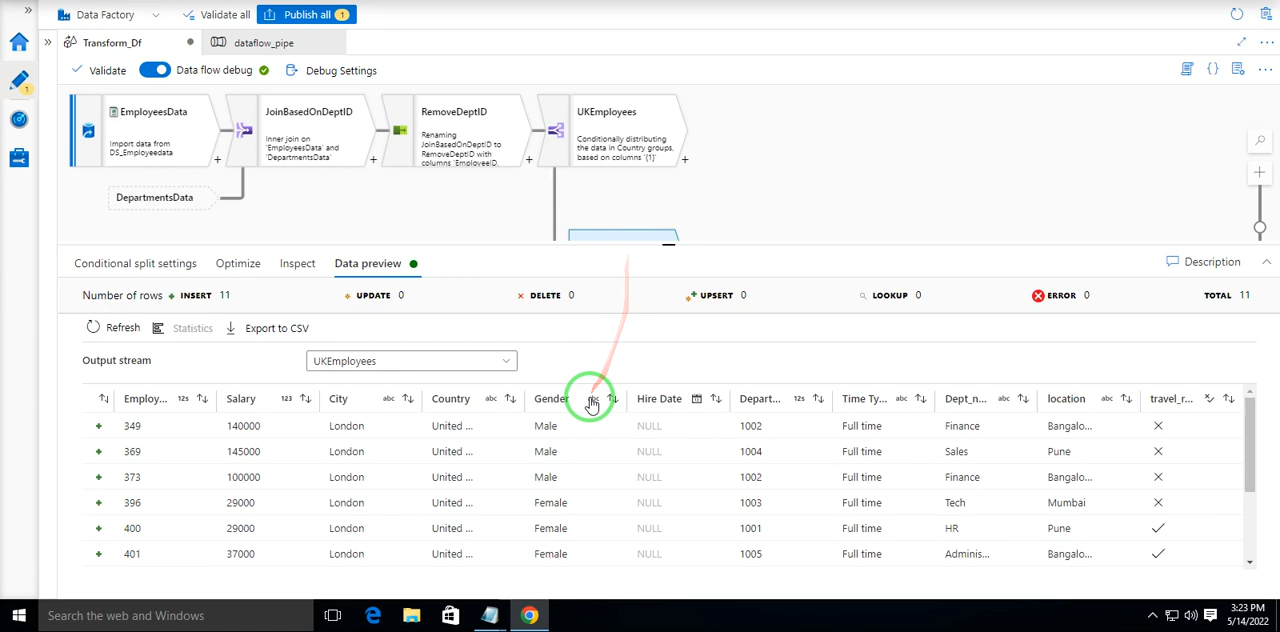 Data Factory
Validate all
Publish all 1
Transform_Df
dataflow_pipe
Validate
Data flow debug
Debug Settings
1
EmployeesData
Import data from
DS_Employeedata
JoinBasedOnDeptID
Inner join on
'EmployeesData' and
'DepartmentsData'
RemoveDeptID
Renaming
JoinBasedOnDeptID to
RemoveDeptID with
columns 'EmployeeID,
UKEmployees
Conditionally distributing
the data in Country groups,
based on columns '{1}'
DepartmentsData
Conditional split settings
Optimize
Inspect
Data preview
Description
Number of rows INSERT 11 UPDATE 0 DELETE 0 UPSERT 0 LOOKUP 0 ERROR 0 TOTAL 11
Refresh
Statistics
Export to CSV
Output stream
UKEmployees
Employ... 12s Salary 123 City abc Country abc Gender Hire Date Depart... 12s Time Ty... abc Dept_n... abc location abc travel_r...
349 140000 London United ... Male NULL 1002 Full time Finance Bangalo...
369 145000 London United ... Male NULL 1004 Full time Sales Pune
373 100000 London United ... Male NULL 1002 Full time Finance Bangalo...
396 29000 London United ... Female NULL 1003 Full time Tech Mumbai
400 29000 London United ... Female NULL 1001 Full time HR Pune
401 37000 London United ... Female NULL 1005 Full time Adminis... Bangalo...
Search the web and Windows
3:23 PM
5/14/2022